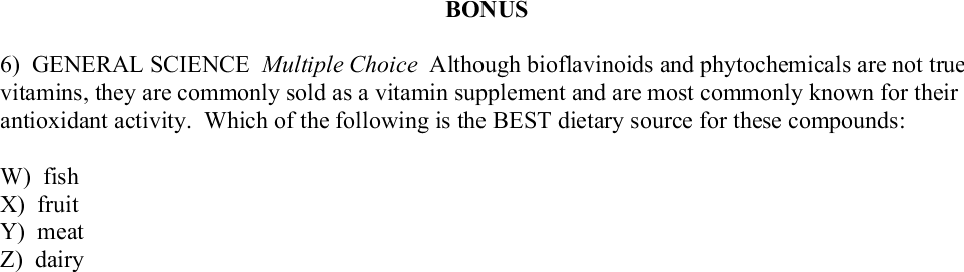 BONUS
6) GENERAL SCIENCE Multiple Choice Although bioflavinoids and phytochemicals are not true
vitamins, they are commonly sold as a vitamin supplement and are most commonly known for their
antioxidant activity. Which of the following is the BEST dietary source for these compounds:
W) fish
X) fruit
Y) meat
Z) dairy